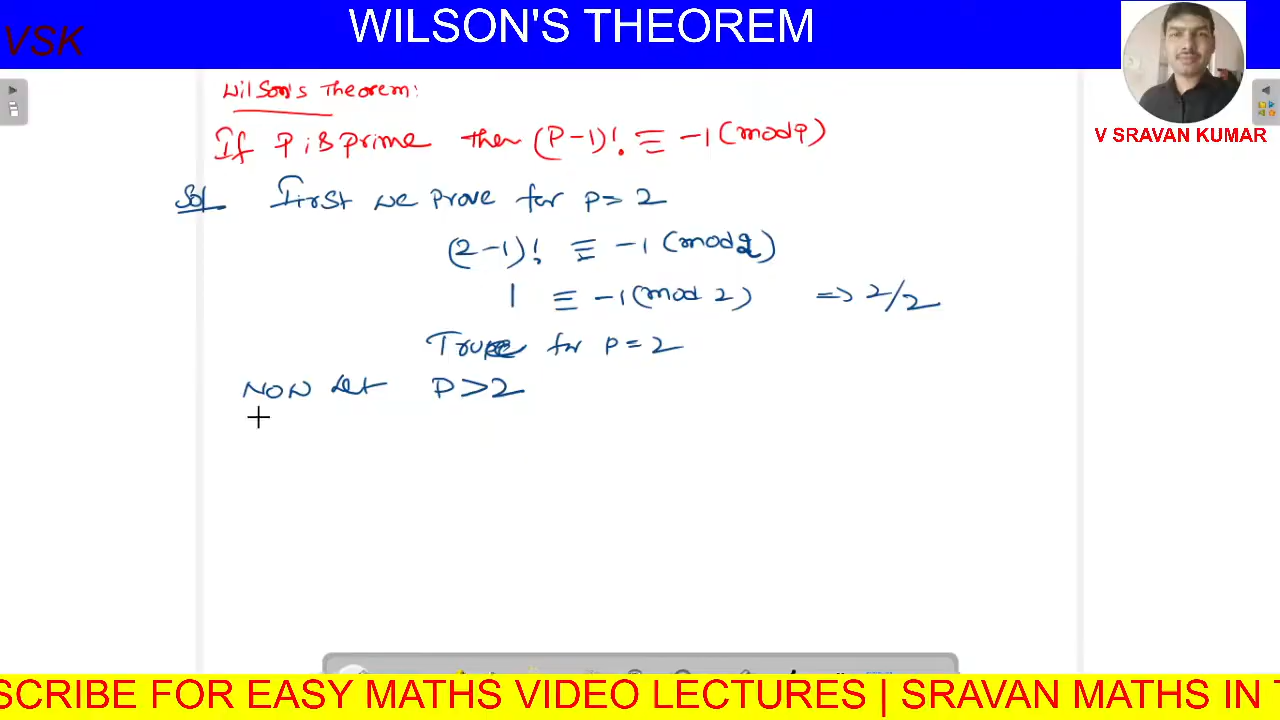 WILSON'S THEOREM
VSK
V SRAVAN KUMAR
Wilson's Theorem:
If P is prime then (P-1)! ≡ -1 (mod P)
Sol First we prove for P = 2
(2-1)! ≡ -1 (mod 2)
1 ≡ -1 (mod 2) => 2/2
True for P = 2
Now Let P > 2
SCRIBE FOR EASY MATHS VIDEO LECTURES | SRAVAN MATHS IN T